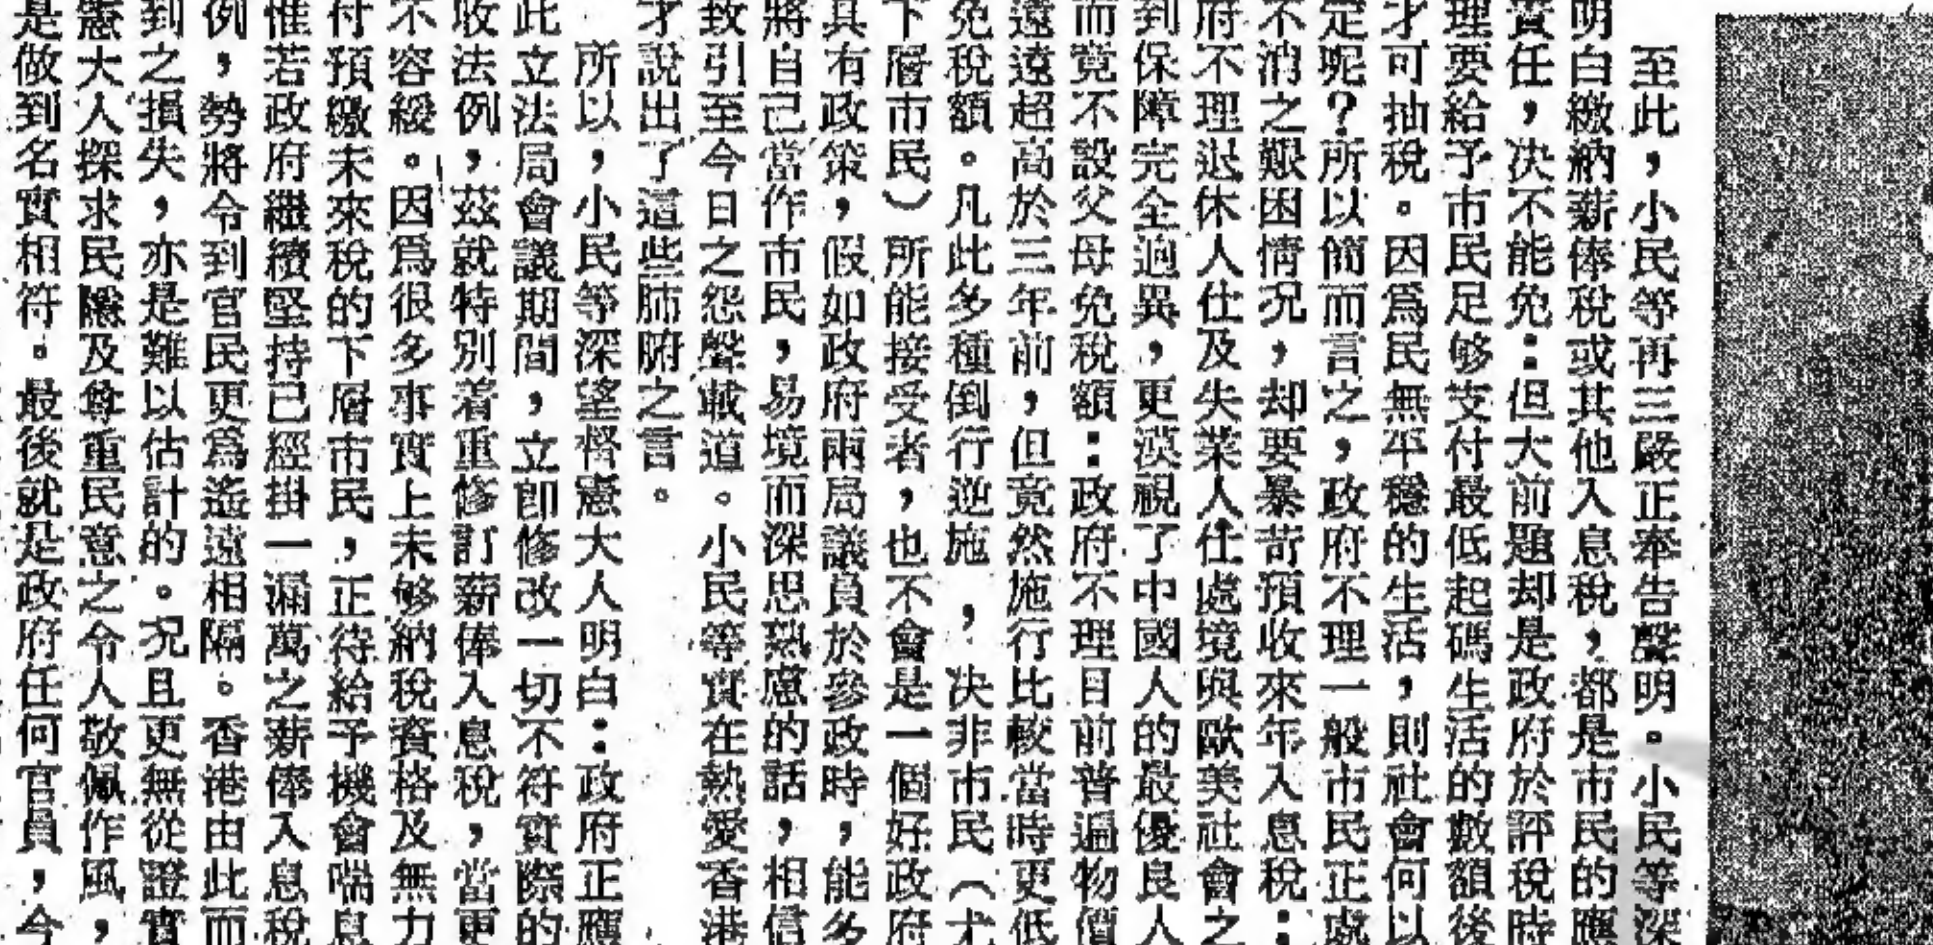 至此，小民等再三嚴正奉告聲明。小民等深
明白繳納薪俸稅或其他入息稅，都是市民的應
責任，决不能免：但大前題却是政府於評稅時
理要給予市民足够支付最低起碼生活的數額後
才可抽稅。因爲民無平穩的生活，則社會何以
定呢？所以簡而言之，政府不理一般市民正處
不消之艱困情况，却要暴苛預收來年入息稅：
府不理退休人仕及失業人仕處境與歐美社會之
到保障完全逈異，更漠視了中國人的最優良人
而竟不設父母免稅額：政府不理目前普遍物價
遠遠超高於三年前，但竟然施行比較當時更低
免稅額。凡此多種倒行逆施，决非市民（尤
下層市民）所能接受者，也不會是一個好政府
具有政策，假如政府兩局議員於參政時，能多
將自己當作市民，易境而深思熟慮的話，相信
致引至今日之怨聲載道。小民等實在熱愛香港
才說出了這些肺腑之言。
所以，小民等深望督憲大人明白：政府正應
此立法局會議期間，立卽修改一切不符實際的
收法例，茲就特別着重修訂薪俸入息稅，當更
不容緩。因爲很多事實上未够納稅資格及無力
付預繳未來稅的下層市民，正待給予機會喘息
惟若政府繼續堅持已經掛一漏萬之薪俸入息稅
例，勢將令到官民更爲遙遠相隔。香港由此而
到之損失，亦是難以估計的。况且更無從證實
憲大人探求民隱及尊重民意之令人敬佩作風，
是做到名實相符。最後就是政府任何官員，今